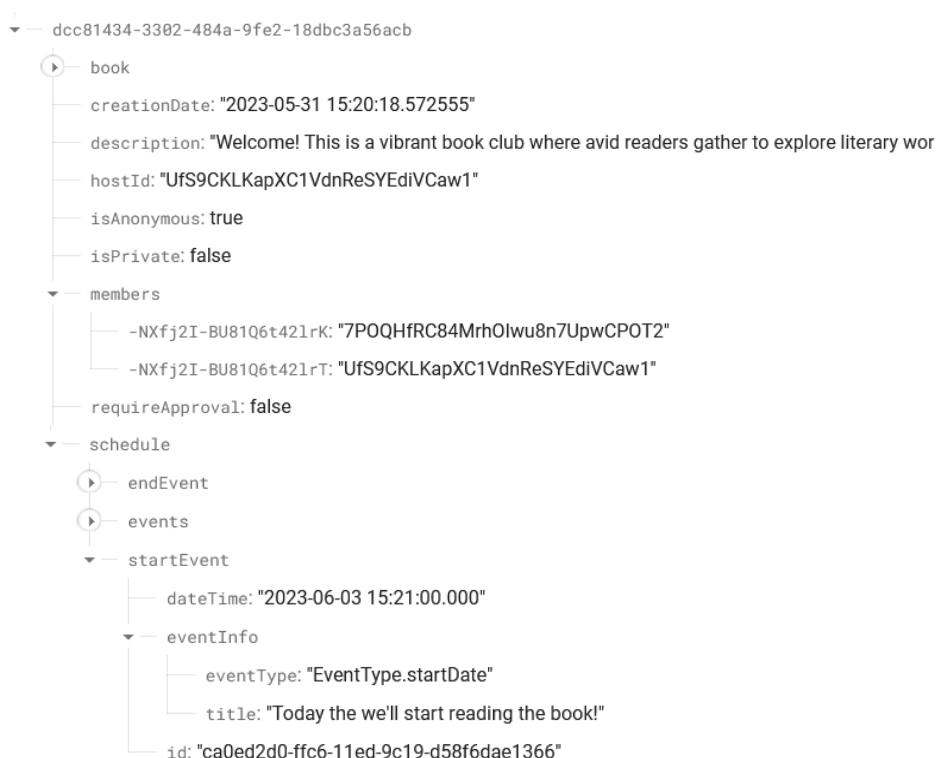 dcc81434-3302-484a-9fe2-18dbc3a56acb
book
creationDate: "2023-05-31 15:20:18.572555"
description: "Welcome! This is a vibrant book club where avid readers gather to explore literary wor
hostId: "UfS9CKLKapXC1VdnReSYEdiVCaw1"
isAnonymous: true
isPrivate: false
members
-NXfj2I-BU81Q6t42lrK: "7POQHfRC84MrhOIwu8n7UpwCPOT2"
-NXfj2I-BU81Q6t42lrT: "UfS9CKLKapXC1VdnReSYEdiVCaw1"
requireApproval: false
schedule
endEvent
events
startEvent
dateTime: "2023-06-03 15:21:00.000"
eventInfo
eventType: "EventType.startDate"
title: "Today the we'll start reading the book!"
id: "ca0ed2d0-ffc6-11ed-9c19-d58f6dae1366"